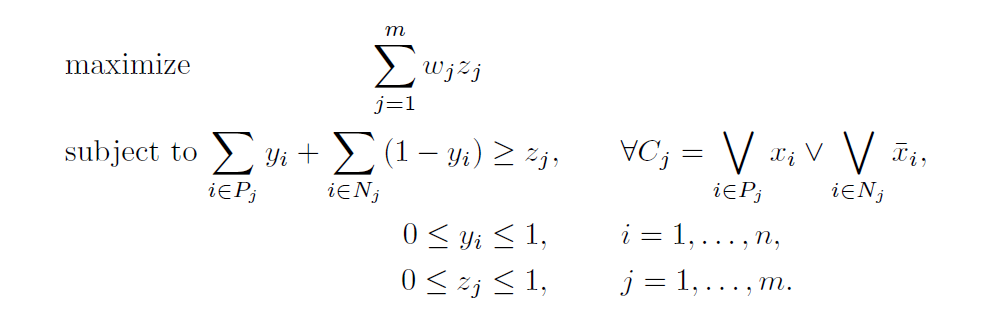 maximize $\sum_{j=1}^{m} w_j z_j$
subject to $\sum_{i \in P_j} y_i + \sum_{i \in N_j} (1 - y_i) \geq z_j, \quad \forall C_j = \bigvee_{i \in P_j} x_i \vee \bigvee_{i \in N_j} \bar{x}_i,$
$0 \leq y_i \leq 1, \quad i = 1, \ldots, n,$
$0 \leq z_j \leq 1, \quad j = 1, \ldots, m.$